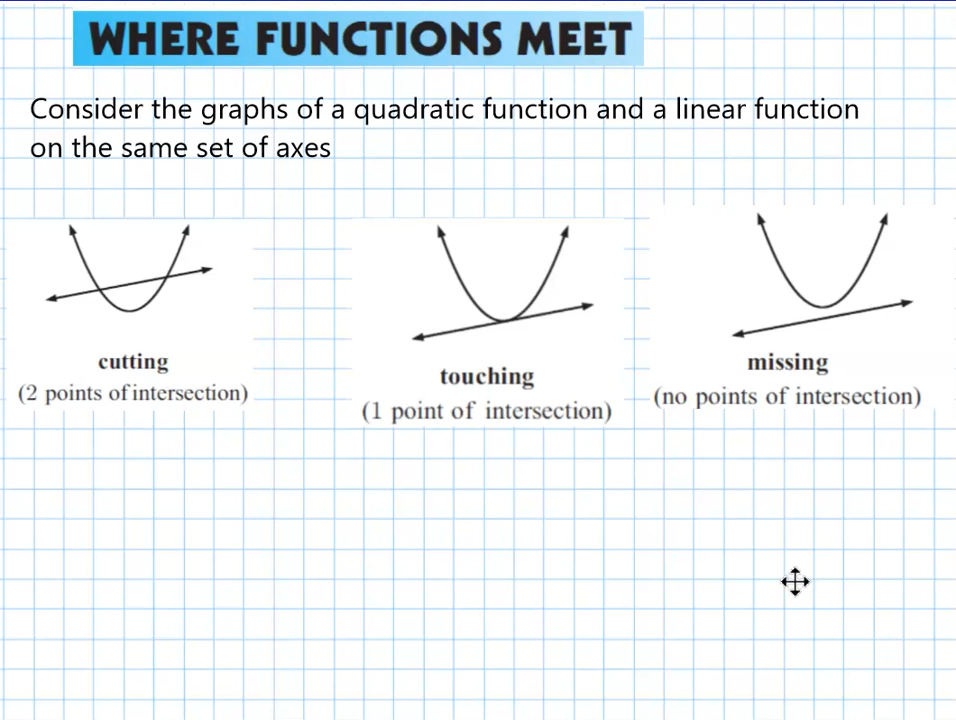 WHERE FUNCTIONS MEET
Consider the graphs of a quadratic function and a linear function
on the same set of axes
cutting
(2 points of intersection)
touching
(1 point of intersection)
missing
(no points of intersection)